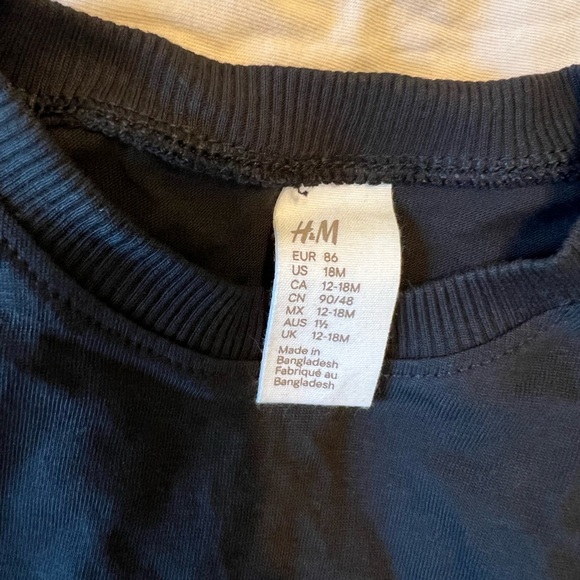 H&M
EUR 86
US 18M
CA 12-18M
CN 90/48
MX 12-18M
AUS 1½
UK 12-18M
Made in
Bangladesh
Fabriqué au
Bangladesh